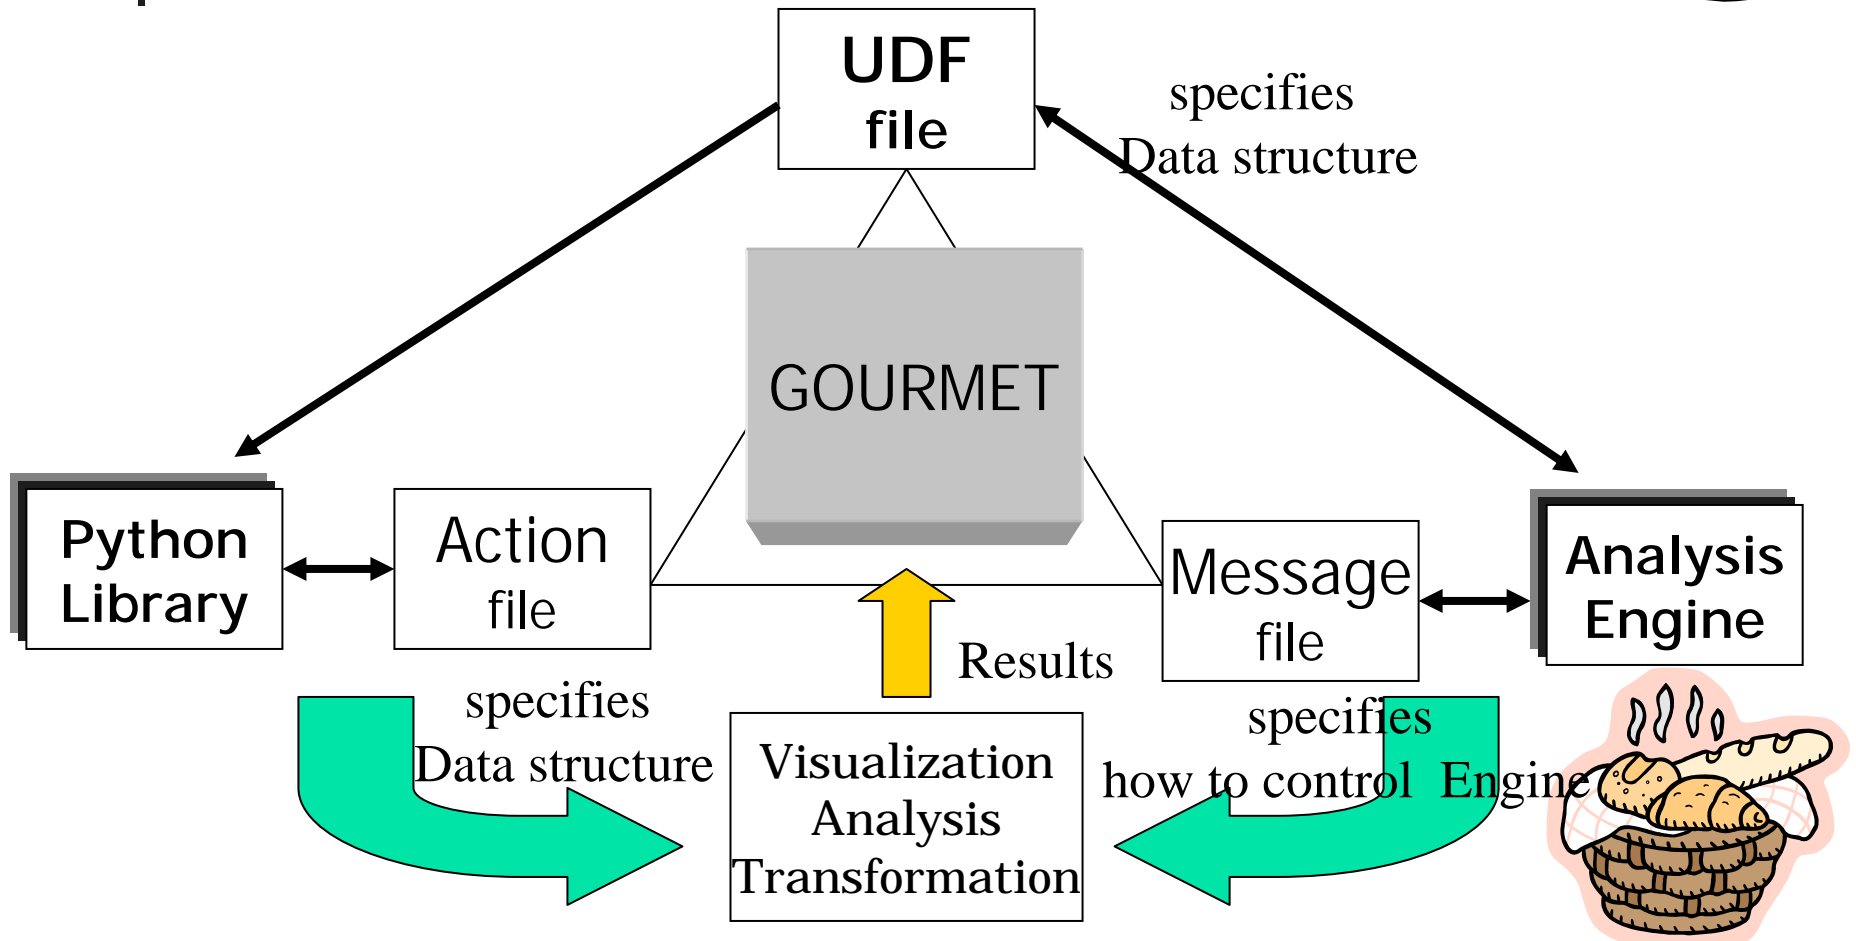 UDF
file
specifies
Data structure
GOURMET
Python
Library
Action
file
Message
file
Analysis
Engine
Results
specifies
Data structure
specifies
how to control Engine
Visualization
Analysis
Transformation